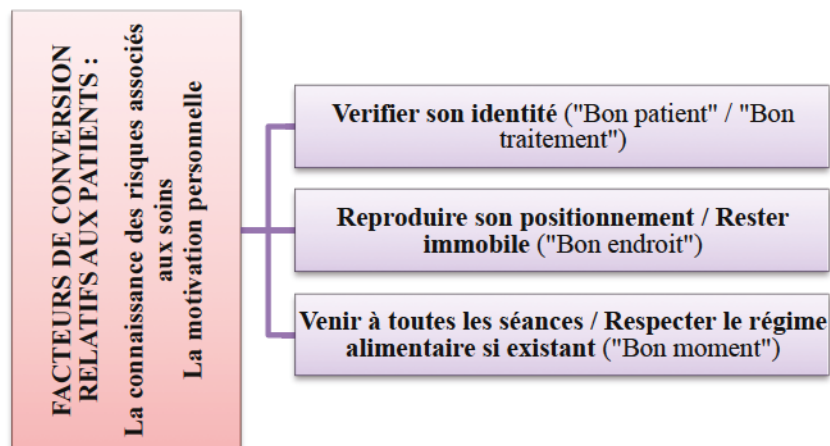 FACTEURS DE CONVERSION
RELATIFS AUX PATIENTS :
La connaissance des risques associés
aux soins
La motivation personnelle
Verifier son identité ("Bon patient" / "Bon
traitement")
Reproduire son positionnement / Rester
immobile ("Bon endroit")
Venir à toutes les séances / Respecter le régime
alimentaire si existant ("Bon moment")